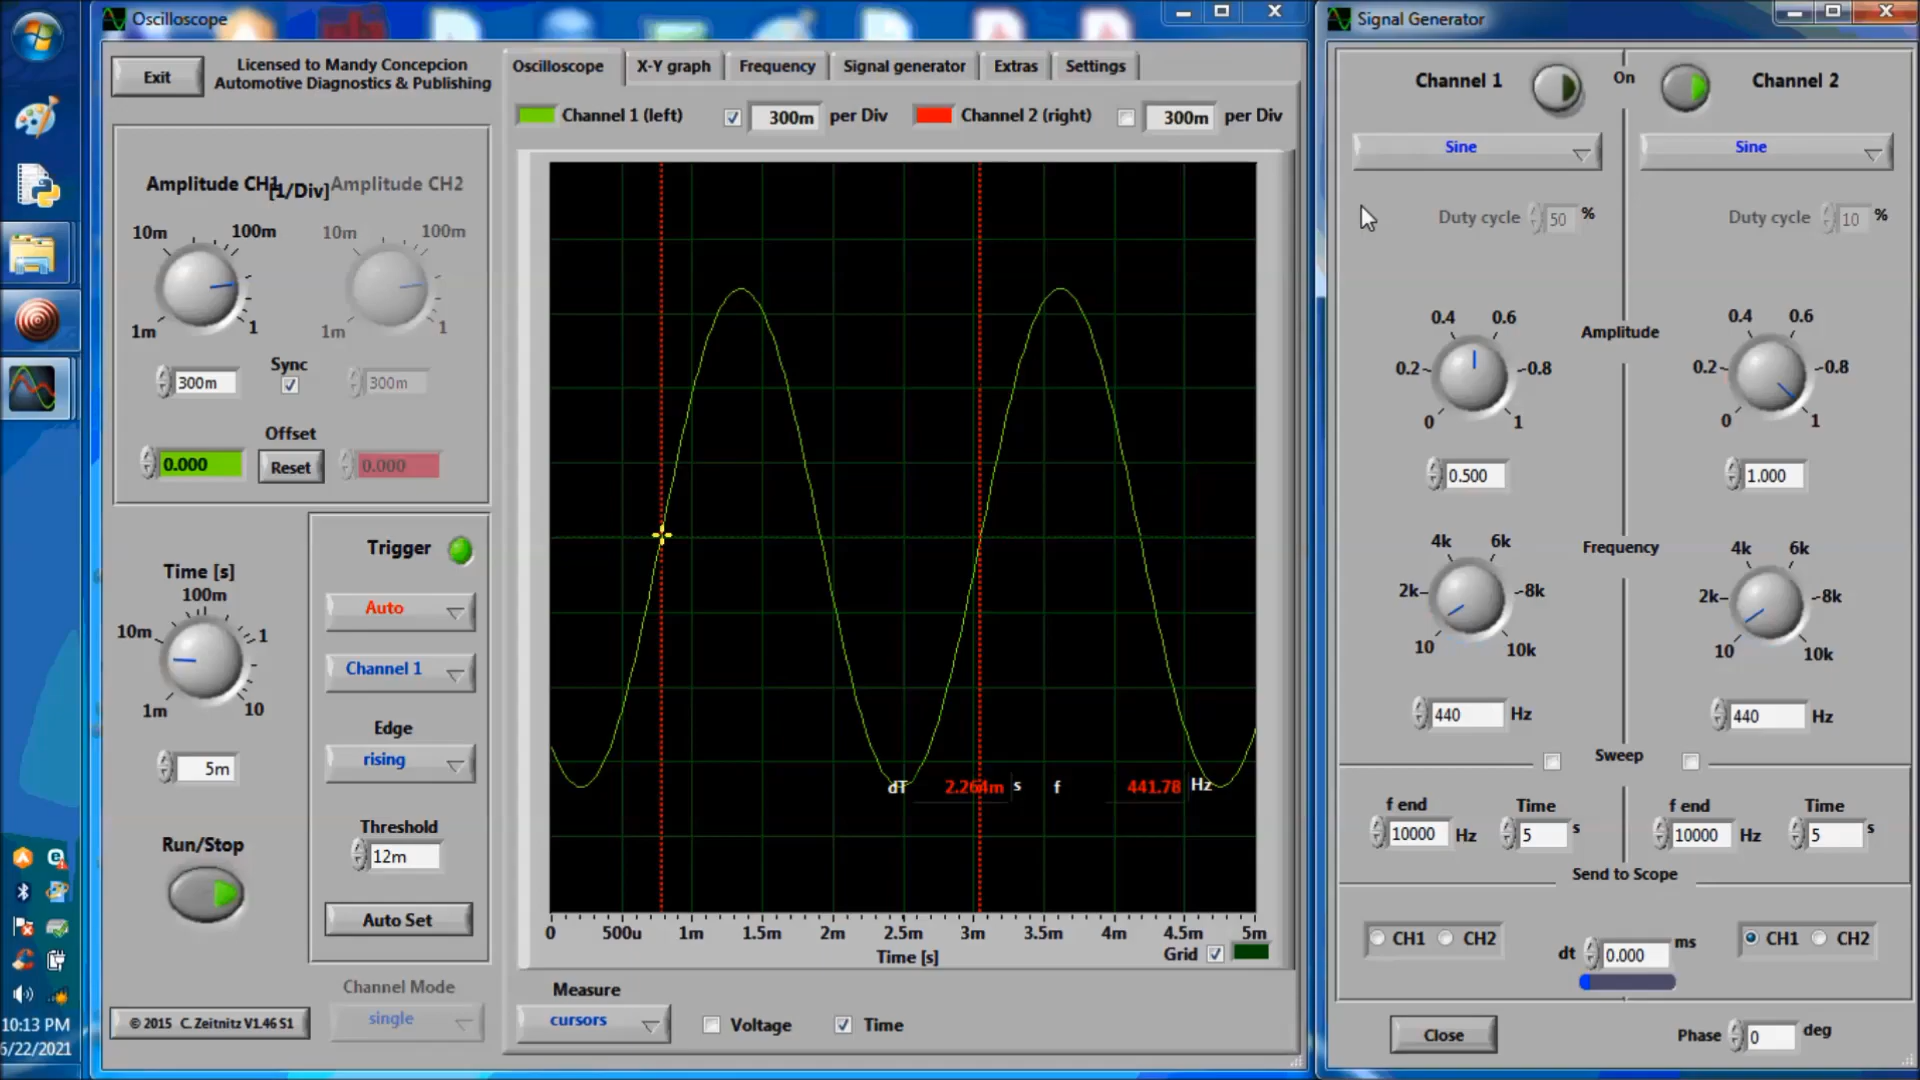 Oscilloscope
Exit
Licensed to Mandy Concepcion
Automotive Diagnostics & Publishing
Amplitude CH1
[1/Div]
Amplitude CH2
10m
100m
10m
100m
1m
1
1m
1
300m
Sync
300m
Offset
0.000
Reset
0.000
Time [s]
100m
10m
1
1m
10
5m
Run/Stop
Trigger
Auto
Channel 1
Edge
rising
Threshold
12m
Auto Set
Channel Mode
single
© 2015 C. Zeitnitz V1.46 S1
Oscilloscope
X-Y graph
Frequency
Signal generator
Extras
Settings
Channel 1 (left)
300m
per Div
Channel 2 (right)
300m
per Div
dT
2.264m
s
f
441.78
Hz
0 500u 1m 1.5m 2m 2.5m 3m 3.5m 4m 4.5m 5m
Time [s]
Grid
Measure
cursors
Voltage
Time
Signal Generator
Channel 1
On
Channel 2
Sine
Sine
Duty cycle 50 %
Duty cycle 10 %
Amplitude
0.4
0.6
0.2
0.8
0
1
0.4
0.6
0.2
0.8
0
1
0.500
1.000
Frequency
4k
6k
2k
8k
10
10k
4k
6k
2k
8k
10
10k
440 Hz
440 Hz
Sweep
f end
Time
f end
Time
10000 Hz
5 s
10000 Hz
5 s
Send to Scope
CH1
CH2
dt 0.000 ms
CH1
CH2
Close
Phase 0 deg
10:13 PM
6/22/2021